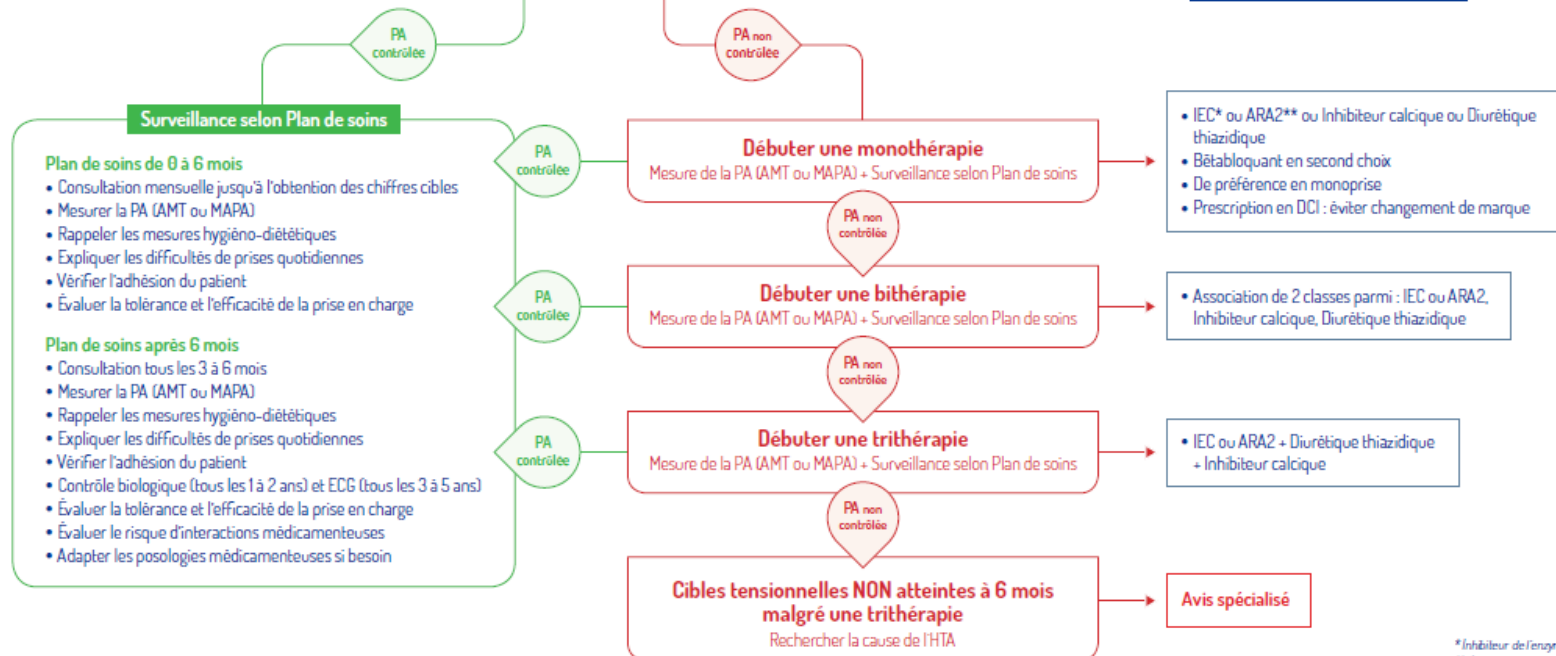 PA
contrôlée
PA non
contrôlée
Surveillance selon Plan de soins
Plan de soins de 0 à 6 mois
• Consultation mensuelle jusqu'à l'obtention des chiffres cibles
• Mesurer la PA (AMT ou MAPA)
• Rappeler les mesures hygiéno-diététiques
• Expliquer les difficultés de prises quotidiennes
• Vérifier l'adhésion du patient
• Évaluer la tolérance et l'efficacité de la prise en charge
Plan de soins après 6 mois
• Consultation tous les 3 à 6 mois
• Mesurer la PA (AMT ou MAPA)
• Rappeler les mesures hygiéno-diététiques
• Expliquer les difficultés de prises quotidiennes
• Vérifier l'adhésion du patient
• Contrôle biologique (tous les 1 à 2 ans) et ECG (tous les 3 à 5 ans)
• Évaluer la tolérance et l'efficacité de la prise en charge
• Évaluer le risque d'interactions médicamenteuses
• Adapter les posologies médicamenteuses si besoin
PA
contrôlée
Débuter une monothérapie
Mesure de la PA (AMT ou MAPA) + Surveillance selon Plan de soins
• IEC* ou ARA2** ou Inhibiteur calcique ou Diurétique
thiazidique
• Bêtabloquant en second choix
• De préférence en monoprise
• Prescription en DCI : éviter changement de marque
PA non
contrôlée
PA
contrôlée
Débuter une bithérapie
Mesure de la PA (AMT ou MAPA) + Surveillance selon Plan de soins
• Association de 2 classes parmi : IEC ou ARA2,
Inhibiteur calcique, Diurétique thiazidique
PA non
contrôlée
PA
contrôlée
Débuter une trithérapie
Mesure de la PA (AMT ou MAPA) + Surveillance selon Plan de soins
• IEC ou ARA2 + Diurétique thiazidique
+ Inhibiteur calcique
PA non
contrôlée
Cibles tensionnelles NON atteintes à 6 mois
malgré une trithérapie
Rechercher la cause de l'HTA
Avis spécialisé
* Inhibiteur de l'enzy